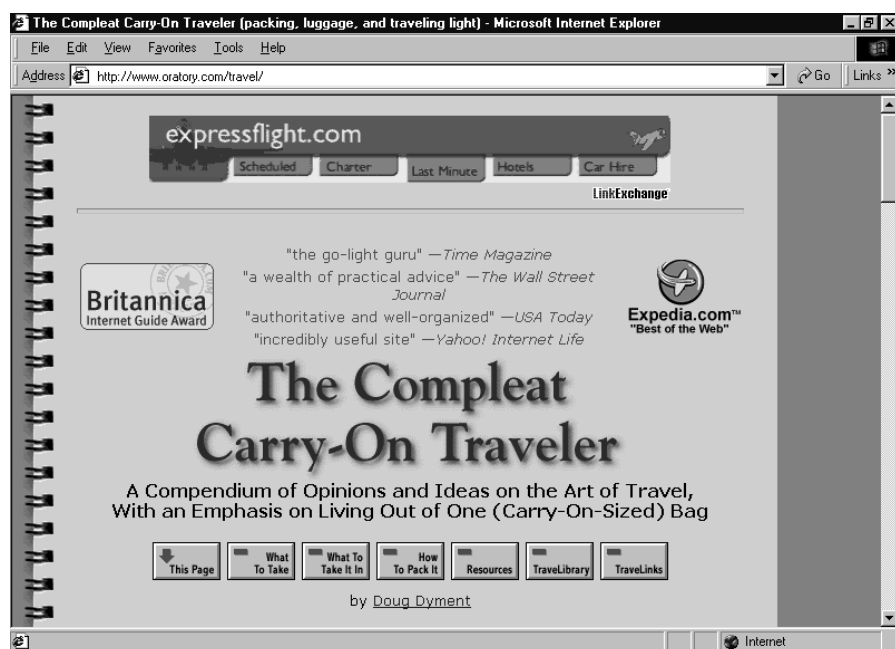 The Compleat Carry-On Traveler (packing, luggage, and traveling light) - Microsoft Internet Explorer
File Edit View Favorites Tools Help
Address http://www.oratory.com/travel/ Go Links »
expressflight.com
Scheduled Charter Last Minute Hotels Car Hire
LinkExchange
"the go-light guru" —Time Magazine
"a wealth of practical advice" —The Wall Street
Journal
"authoritative and well-organized" —USA Today
"incredibly useful site" —Yahoo! Internet Life
Britannica
Internet Guide Award
Expedia.com™
"Best of the Web"
The Compleat
Carry-On Traveler
A Compendium of Opinions and Ideas on the Art of Travel,
With an Emphasis on Living Out of One (Carry-On-Sized) Bag
This Page
What
To Take
What To
Take It In
How
To Pack It
Resources
TraveLibrary
TraveLinks
by Doug Dyment
Internet